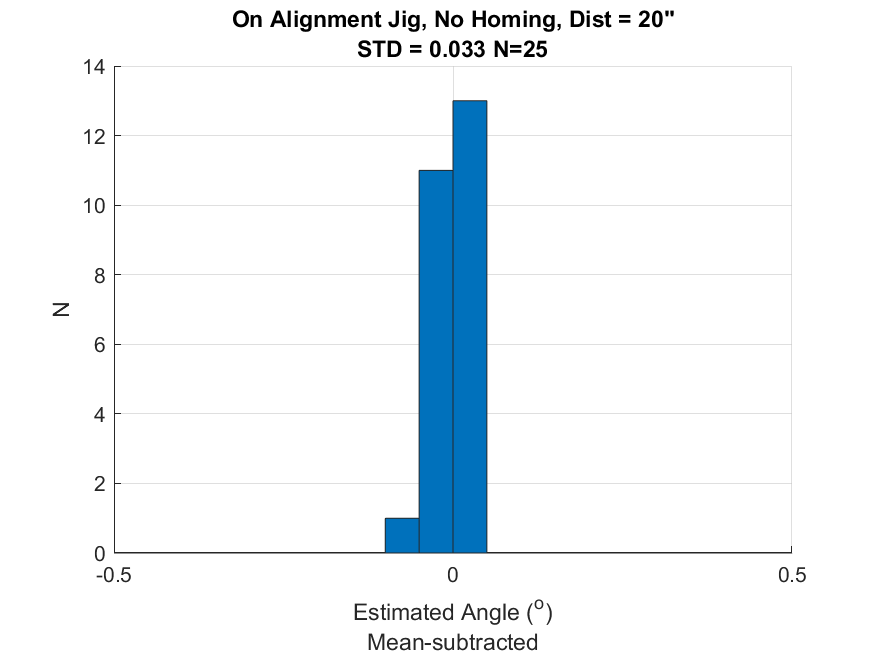 On Alignment Jig, No Homing, Dist = 20"
STD = 0.033 N=25
14
12
10
8
6
4
2
0
N
-0.5 0 0.5
Estimated Angle (o)
Mean-subtracted